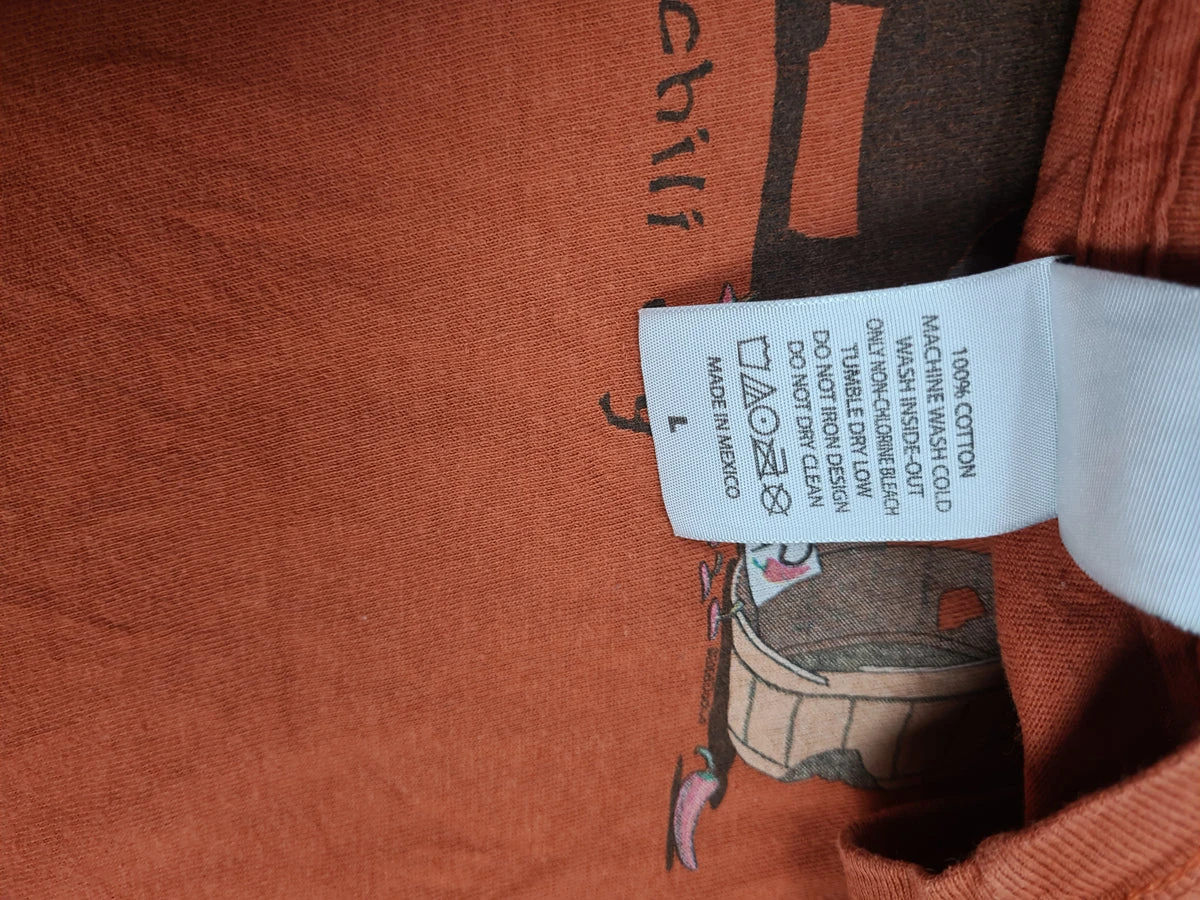 chili
100% COTTON
MACHINE WASH COLD
WASH INSIDE-OUT
ONLY NON-CHLORINE BLEACH
TUMBLE DRY LOW
DO NOT IRON DESIGN
DO NOT DRY CLEAN
MADE IN MEXICO
L